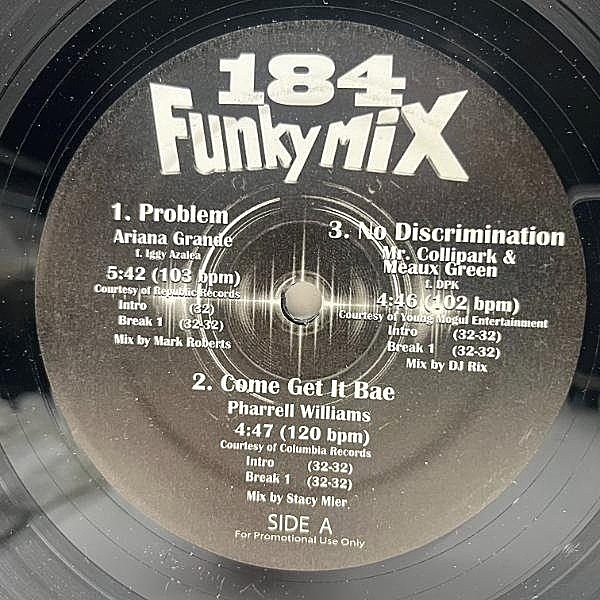 184
Funkymix
1. Problem
Ariana Grande
f. Iggy Azalea
5:42 (103 bpm)
Courtesy of Republic Records
Intro (32)
Break 1 (32-32)
Mix by Mark Roberts
3. No Discrimination
Mr. Collipark &
Meaux Green
f. DPK
4:46 (102 bpm)
Courtesy of Young Mogul Entertainment
Intro (32-32)
Break 1 (32-32)
Mix by DJ Rix
2. Come Get It Bae
Pharrell Williams
4:47 (120 bpm)
Courtesy of Columbia Records
Intro (32-32)
Break 1 (32-32)
Mix by Stacy Mier
SIDE A
For Promotional Use Only